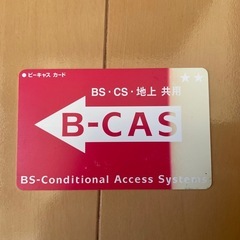 ● ビーキャス カード
★★
BS・CS・地上 共用
B-CAS
BS-Conditional Access Systems